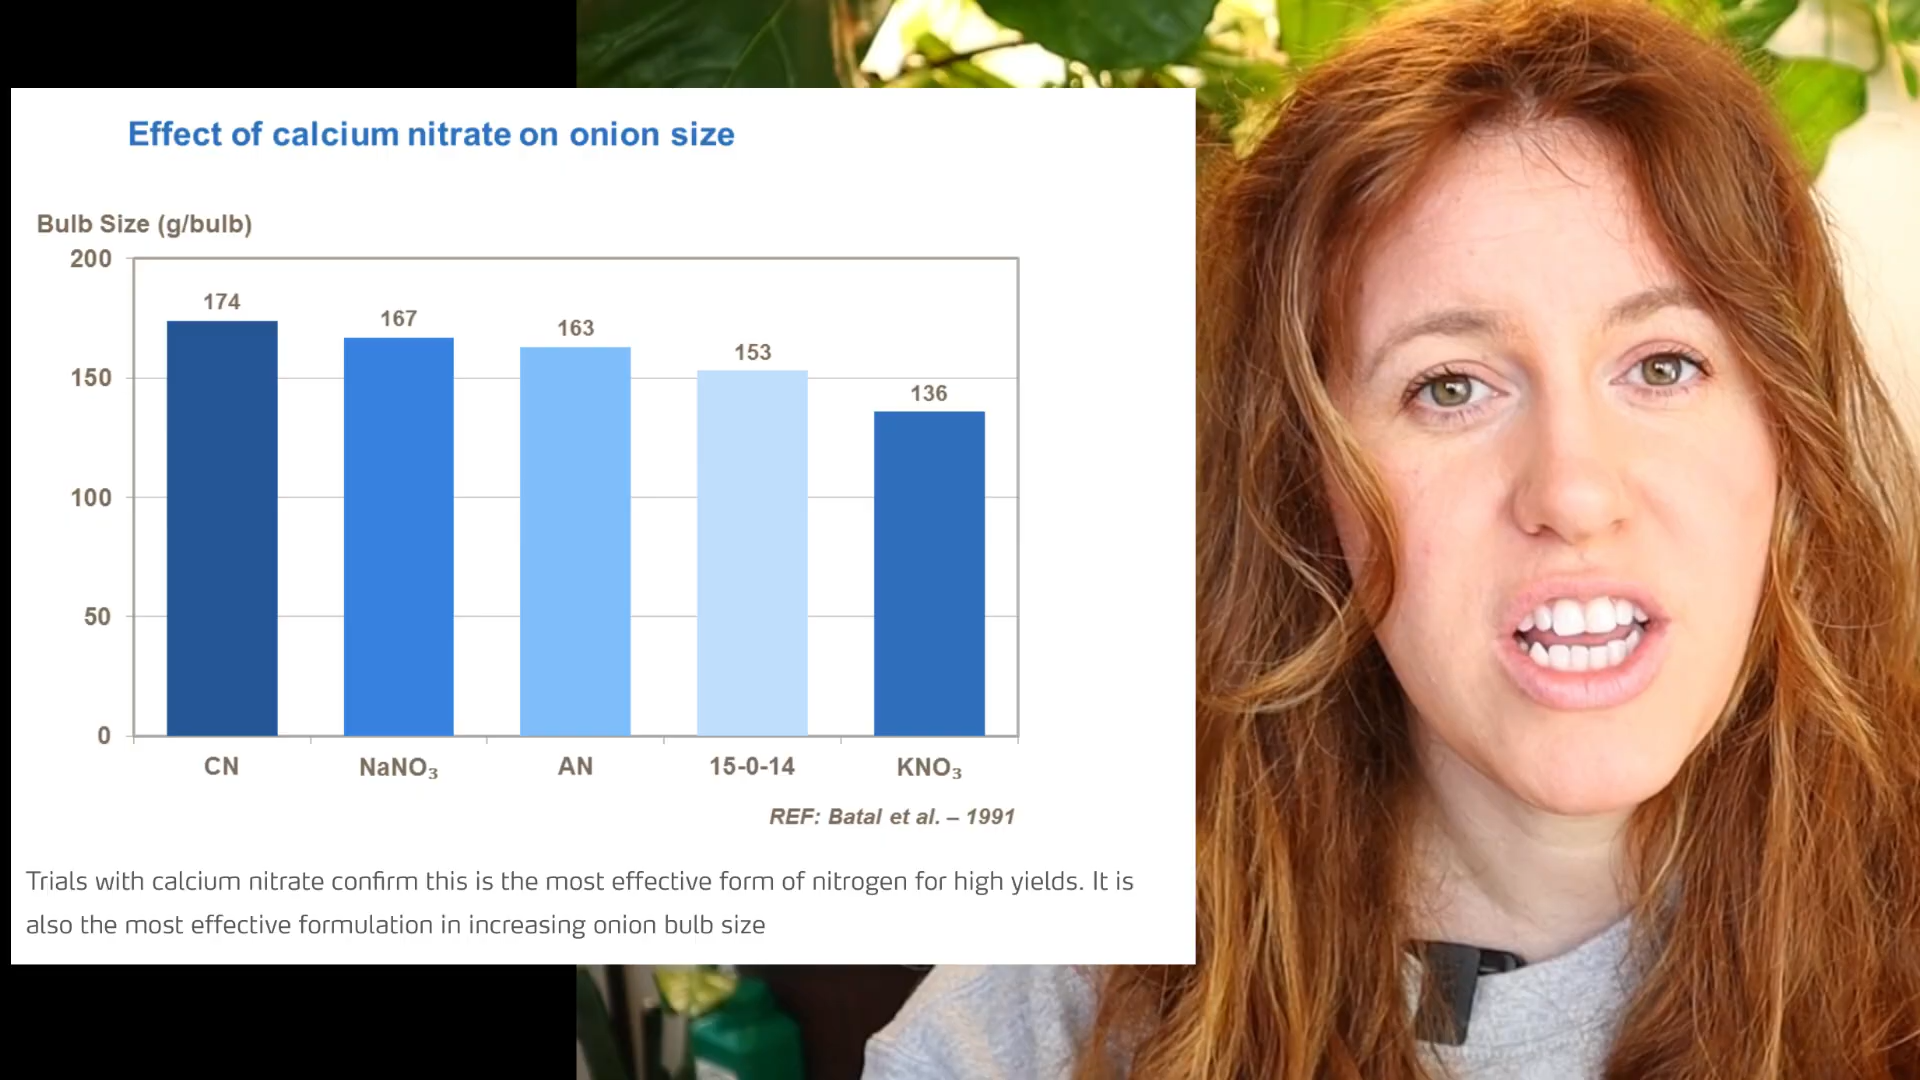 Effect of calcium nitrate on onion size
Bulb Size (g/bulb)
200
150
100
50
0
174
167
163
153
136
CN
NaNO₃
AN
15-0-14
KNO₃
REF: Batal et al. – 1991
Trials with calcium nitrate confirm this is the most effective form of nitrogen for high yields. It is
also the most effective formulation in increasing onion bulb size